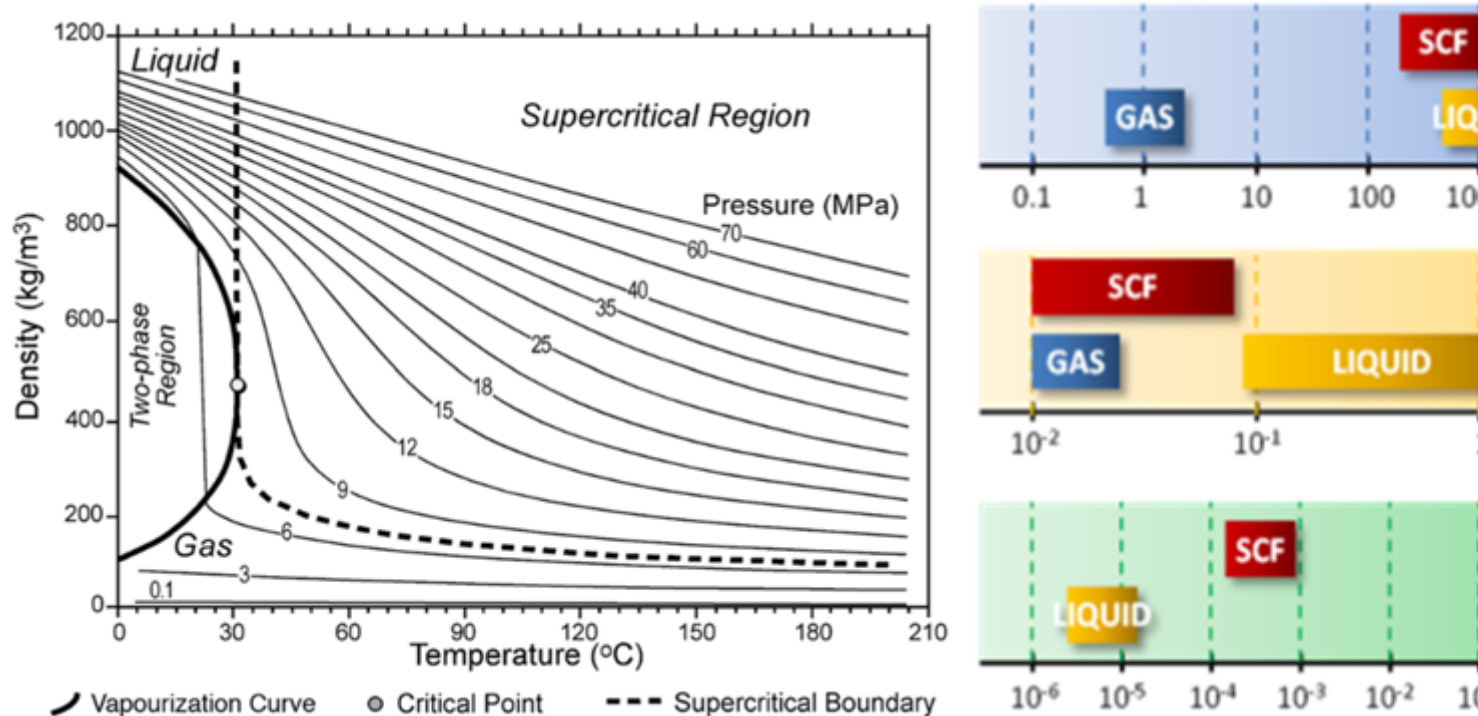 1200
1000
800
600
400
200
0
Density (kg/m³)
Liquid
Supercritical Region
Pressure (MPa)
70
60
40
35
25
18
15
12
9
6
3
0.1
Two-phase
Region
Gas
0 30 60 90 120 150 180 210
Temperature (°C)
Vapourization Curve Critical Point Supercritical Boundary
SCF
GAS
LIQ
0.1 1 10 100
SCF
GAS LIQUID
10⁻² 10⁻¹
SCF
LIQUID
10⁻⁶ 10⁻⁵ 10⁻⁴ 10⁻³ 10⁻²